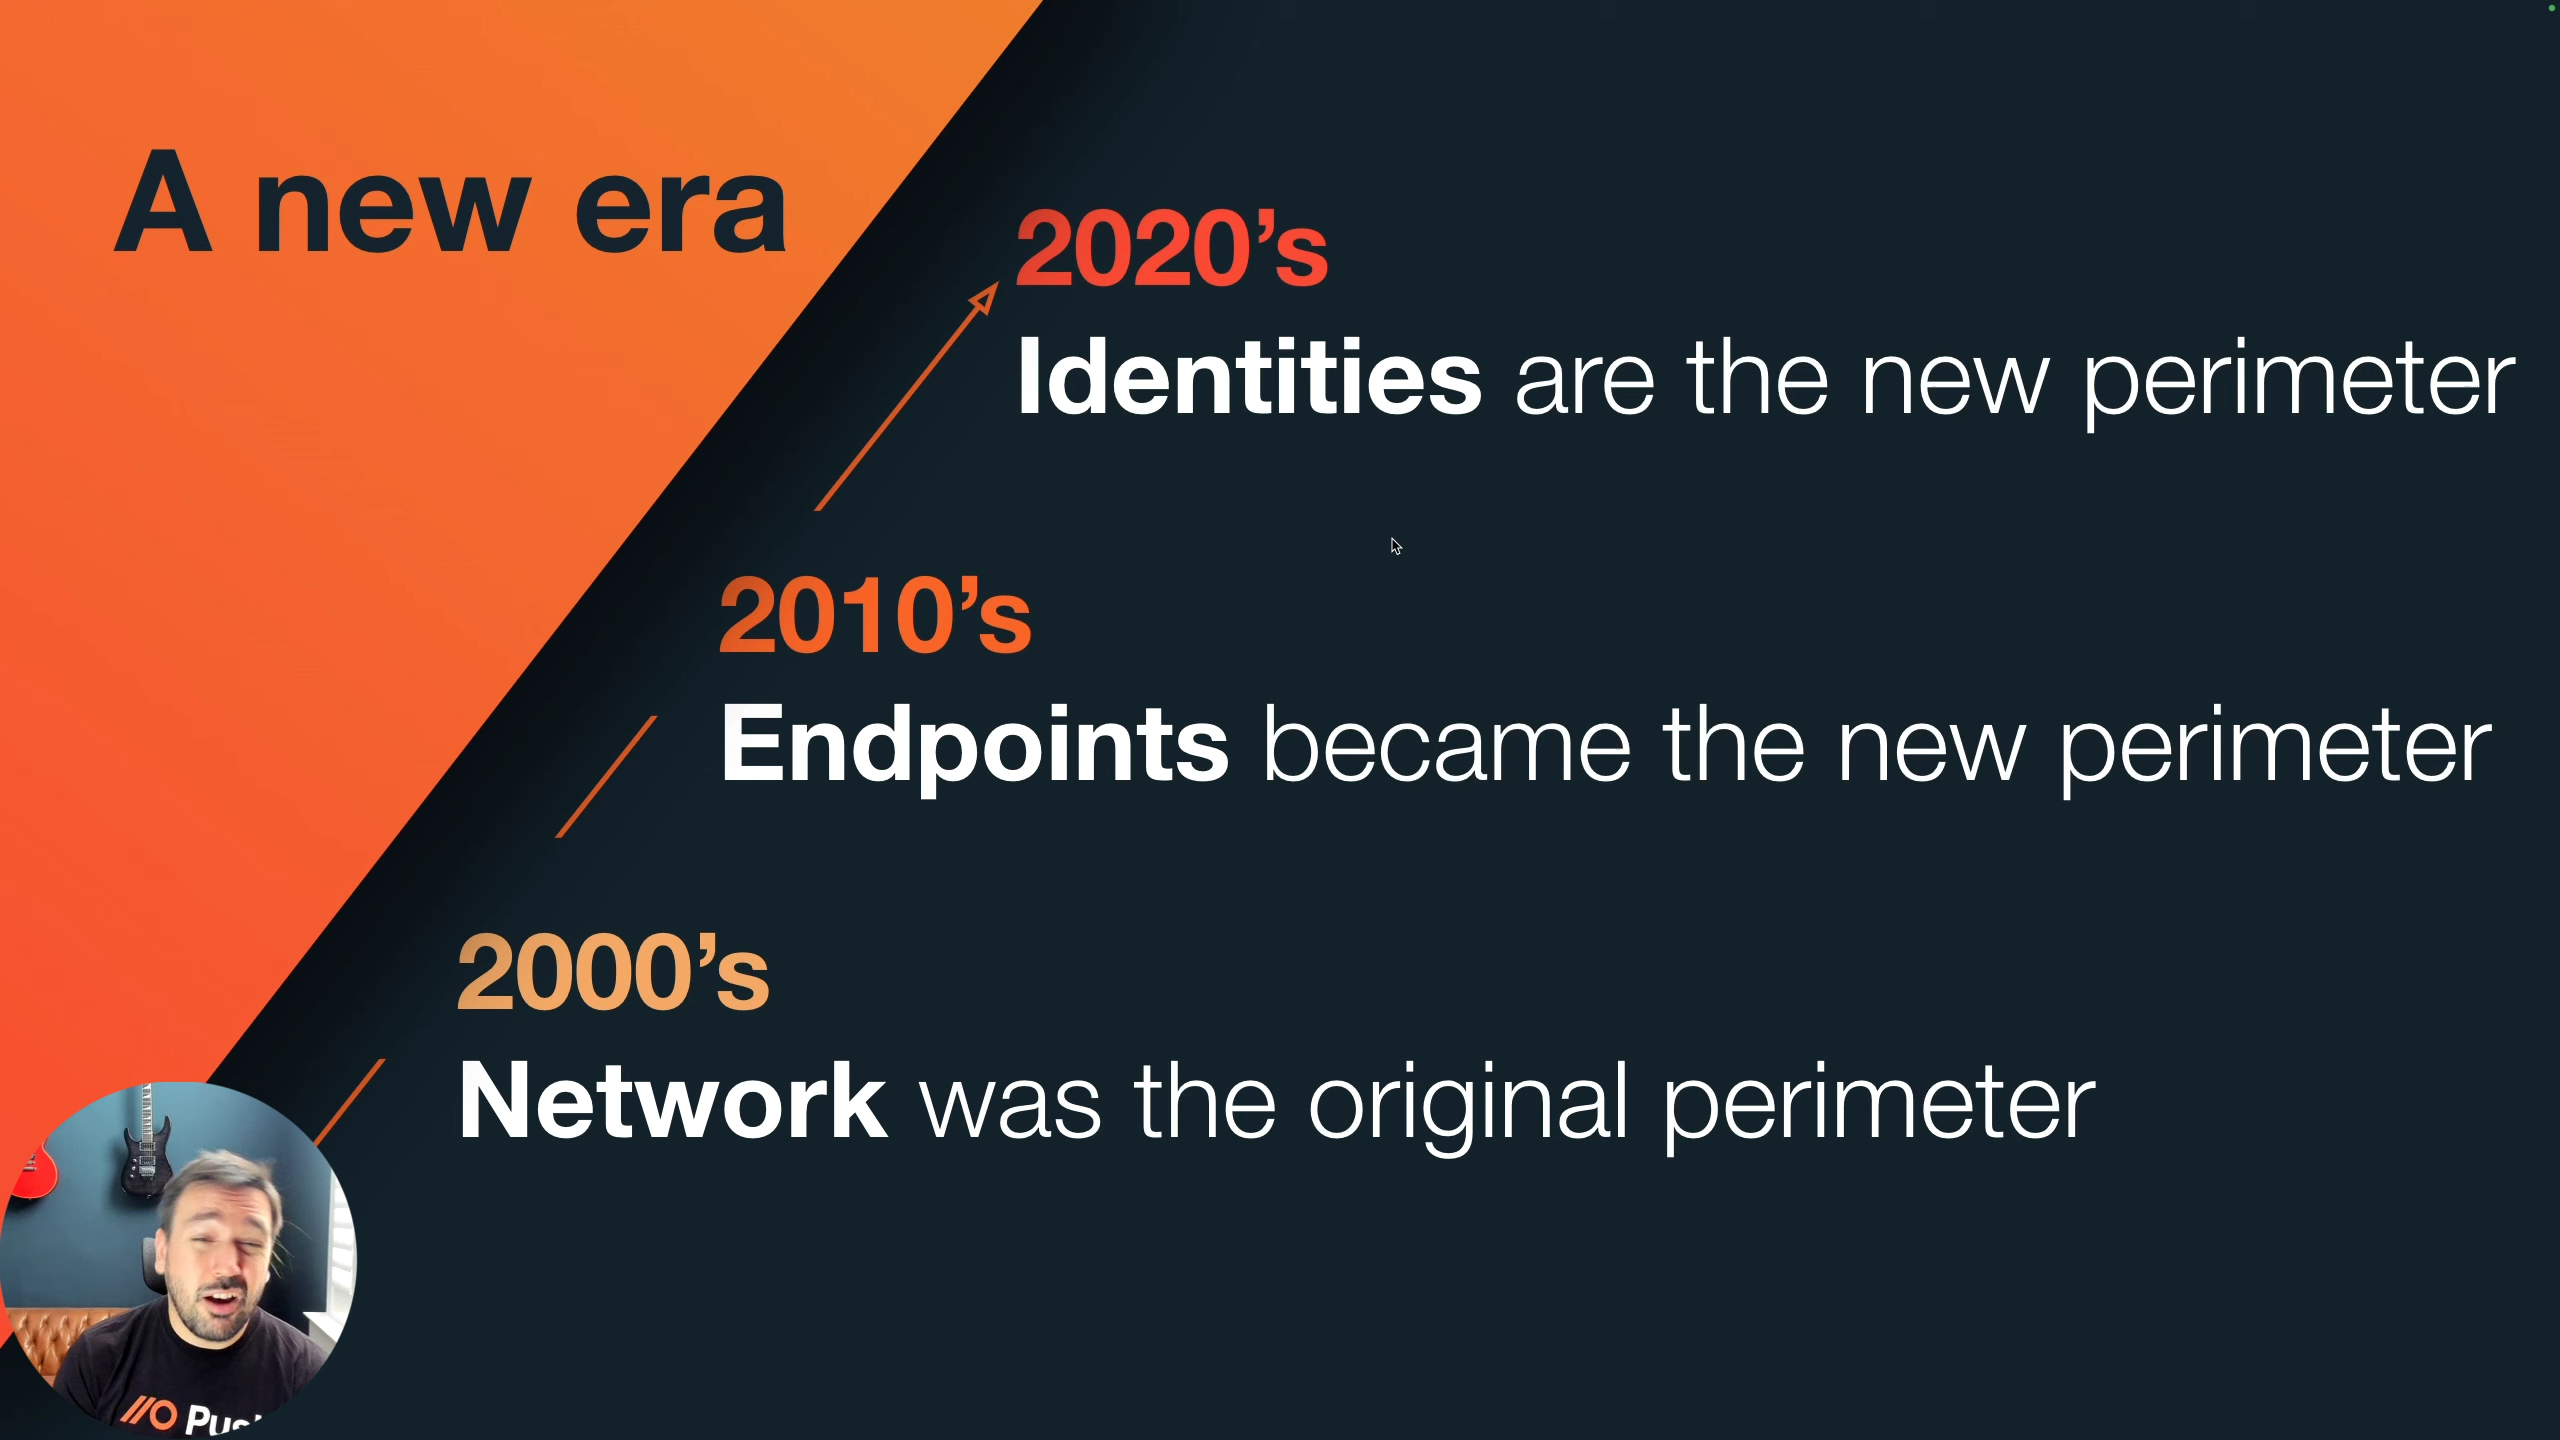 A new era
2020’s
Identities are the new perimeter
2010’s
Endpoints became the new perimeter
2000’s
Network was the original perimeter